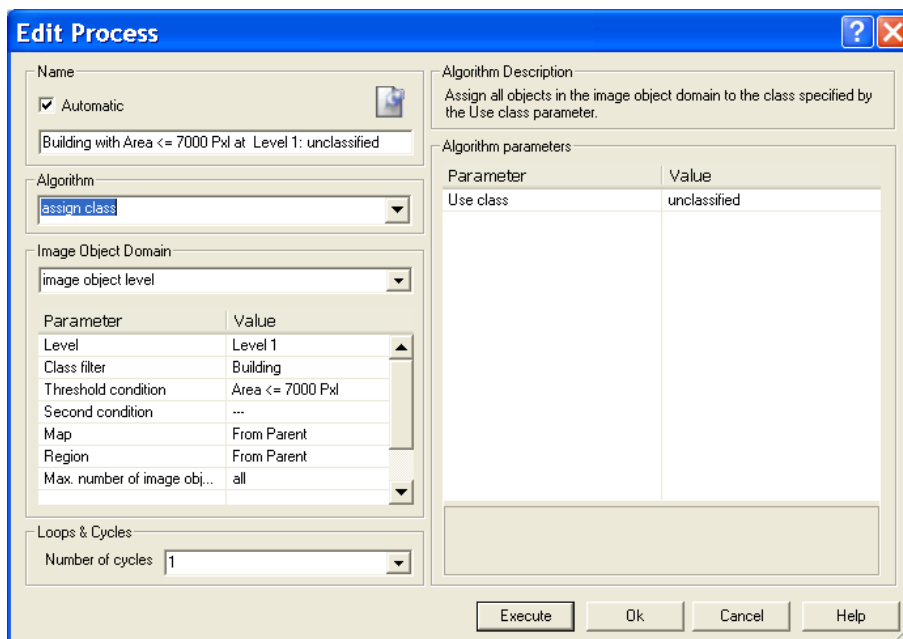 Edit Process
Name
Automatic
Building with Area <= 7000 Pxl at  Level 1: unclassified
Algorithm
assign class
Image Object Domain
image object level
Parameter Value
Level Level 1
Class filter Building
Threshold condition Area <= 7000 Pxl
Second condition ---
Map From Parent
Region From Parent
Max. number of image obj... all
Loops & Cycles
Number of cycles 1
Algorithm Description
Assign all objects in the image object domain to the class specified by
the Use class parameter.
Algorithm parameters
Parameter Value
Use class unclassified
Execute Ok Cancel Help